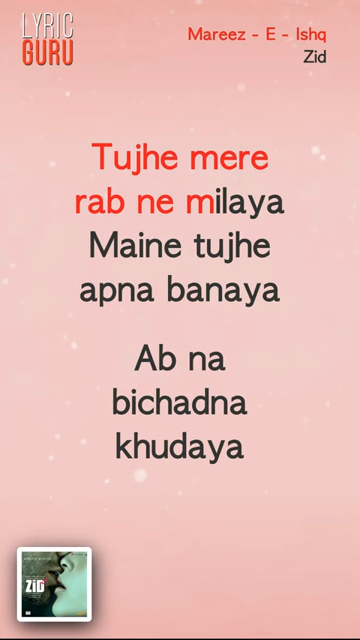 LYRIC
GURU
Mareez - E - Ishq
Zid
Tujhe mere
rab ne milaya
Maine tujhe
apna banaya
Ab na
bichadna
khudaya
ZiD